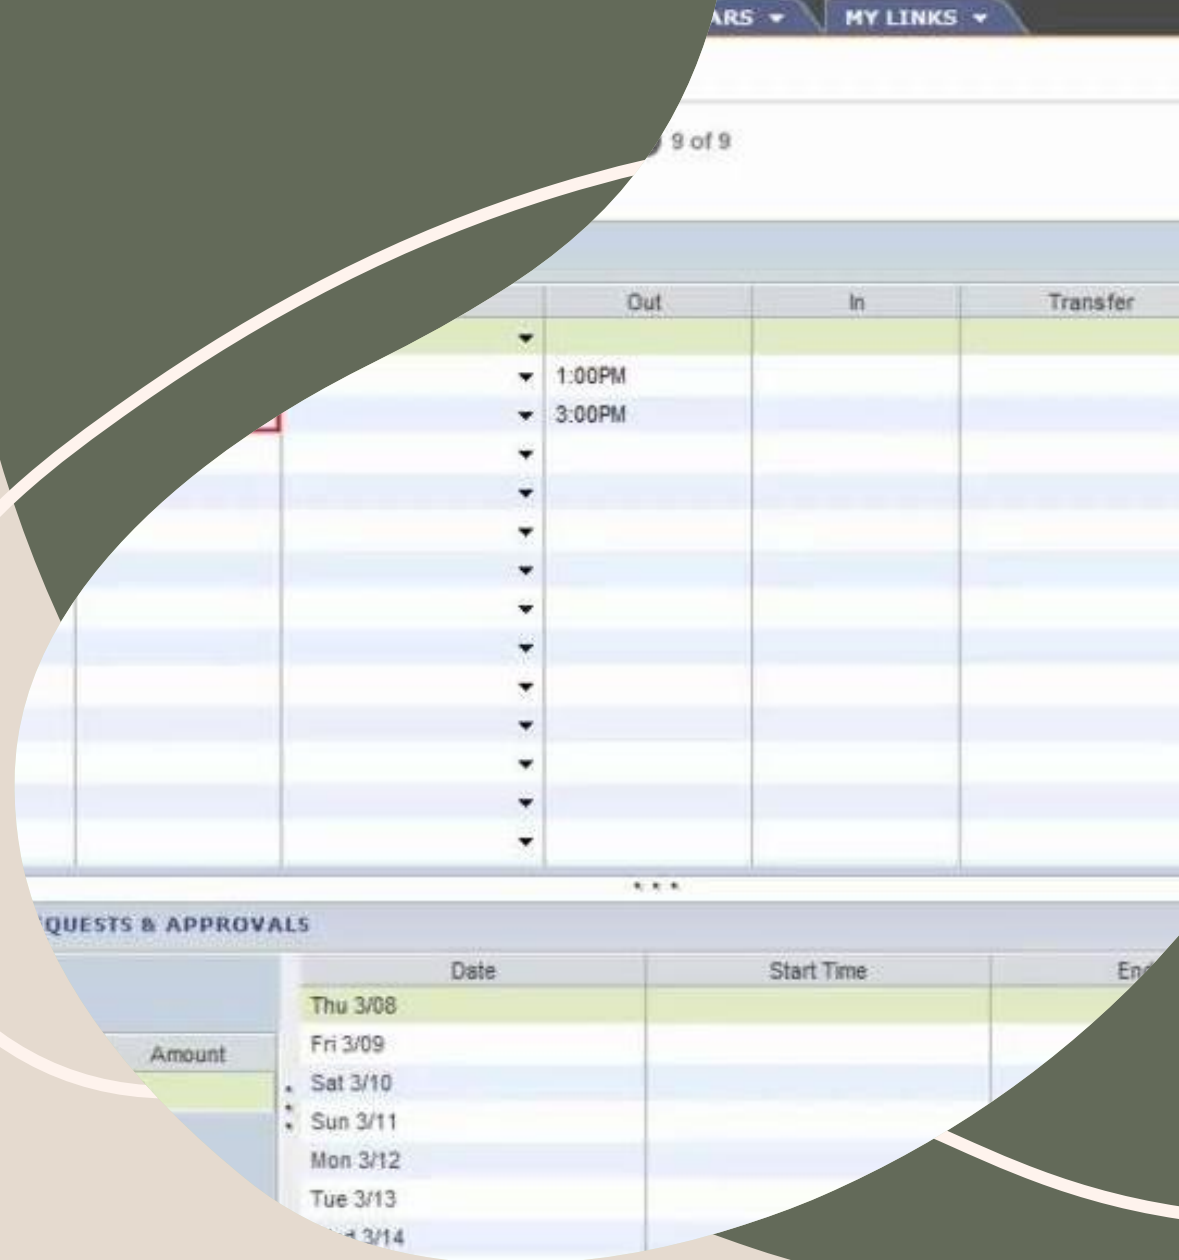 ARS MY LINKS
9 of 9
Out In Transfer
1:00PM
3:00PM
QUESTS & APPROVALS
Date Start Time En
Thu 3/08
Amount Fri 3/09
Sat 3/10
Sun 3/11
Mon 3/12
Tue 3/13
3/14